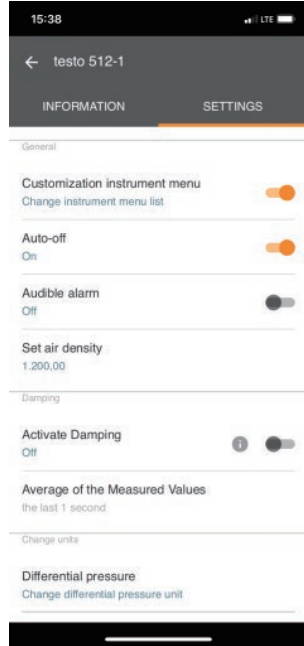 15:38
LTE
testo 512-1
INFORMATION SETTINGS
General
Customization instrument menu
Change instrument menu list
Auto-off
On
Audible alarm
Off
Set air density
1.200,00
Damping
Activate Damping
Off
Average of the Measured Values
the last 1 second
Change units
Differential pressure
Change differential pressure unit